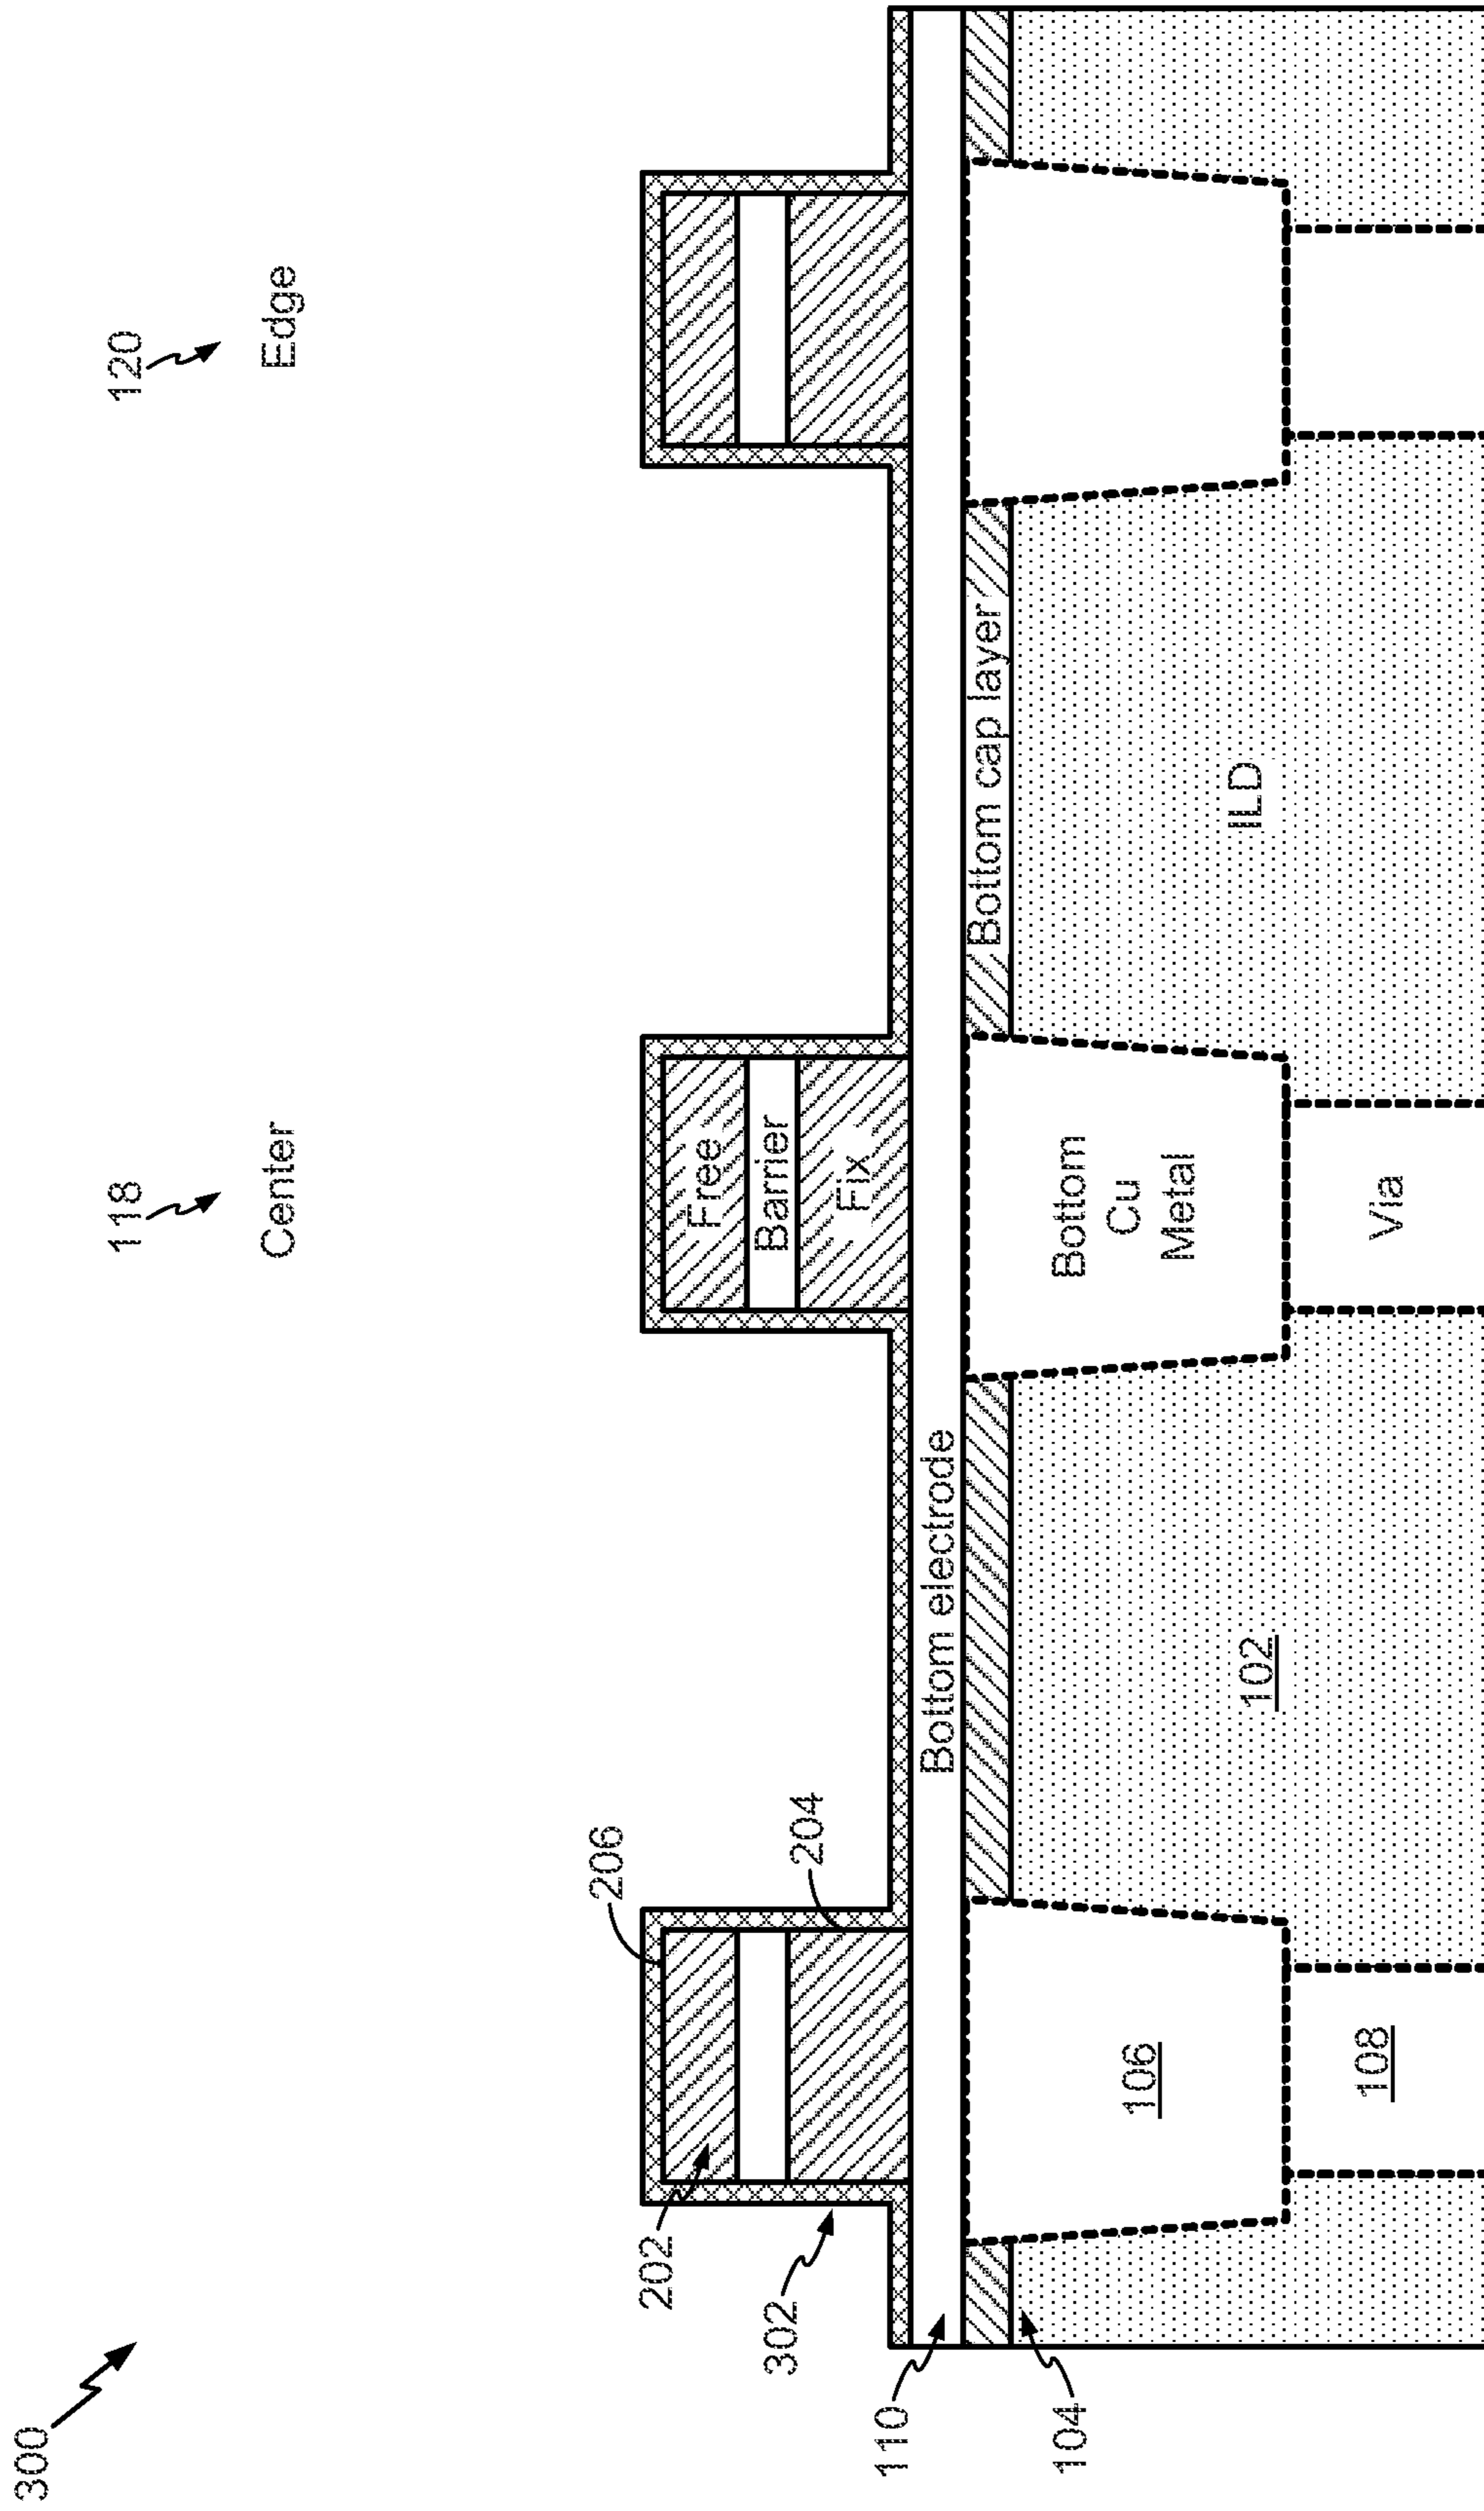 300
118
Center
120
Edge
206
204
202
302
Free
Barrier
Fix
110
Bottom electrode
104
Bottom cap layer
106
Bottom
Cu
Metal
102
ILD
108
Via